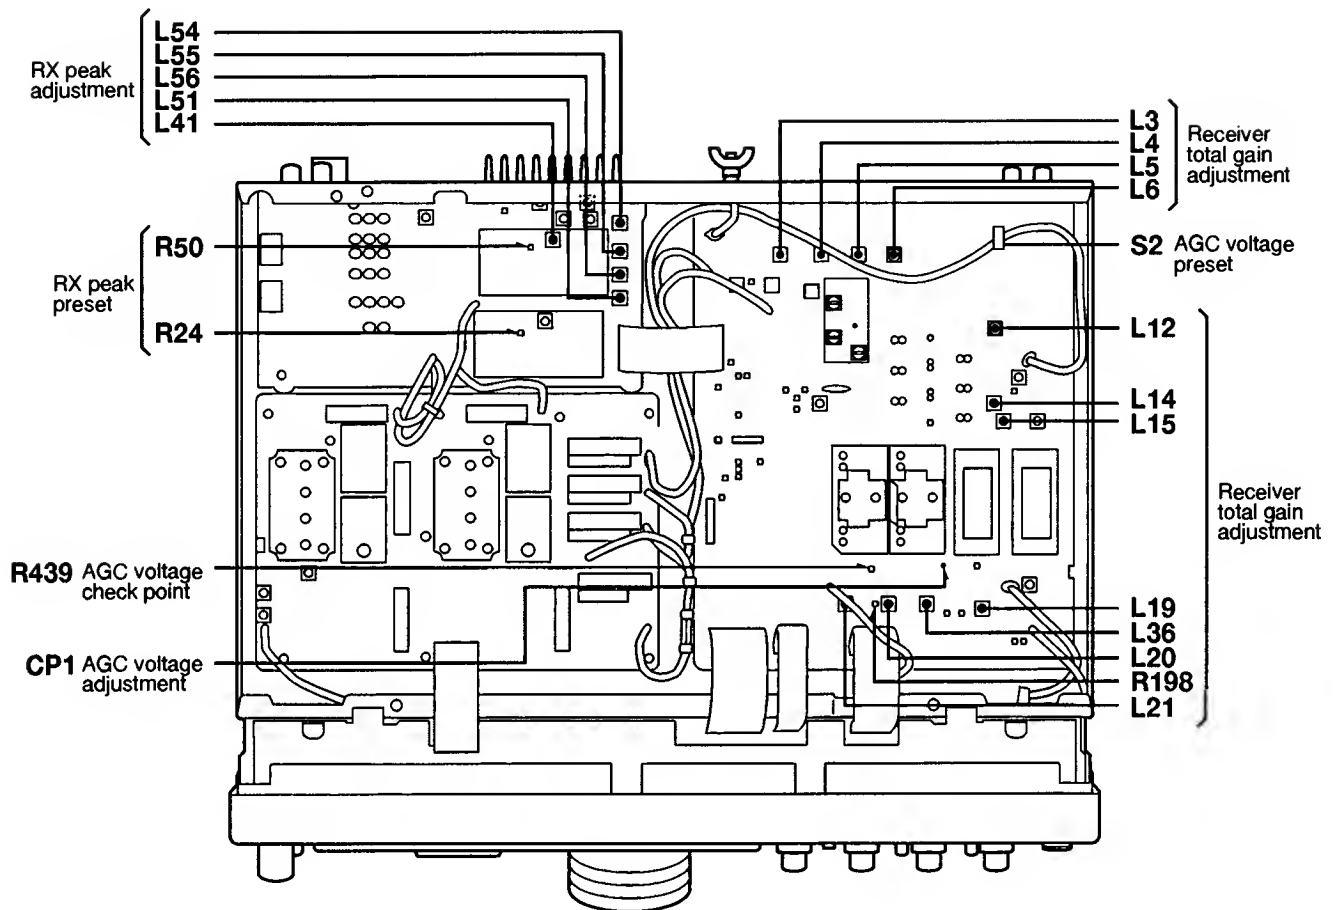 RX peak
adjustment
L54
L55
L56
L51
L41
RX peak
preset
R50
R24
R439 AGC voltage
check point
CP1 AGC voltage
adjustment
L3
L4
L5
L6
Receiver
total gain
adjustment
S2 AGC voltage
preset
L12
L14
L15
L19
L36
L20
R198
L21
Receiver
total gain
adjustment